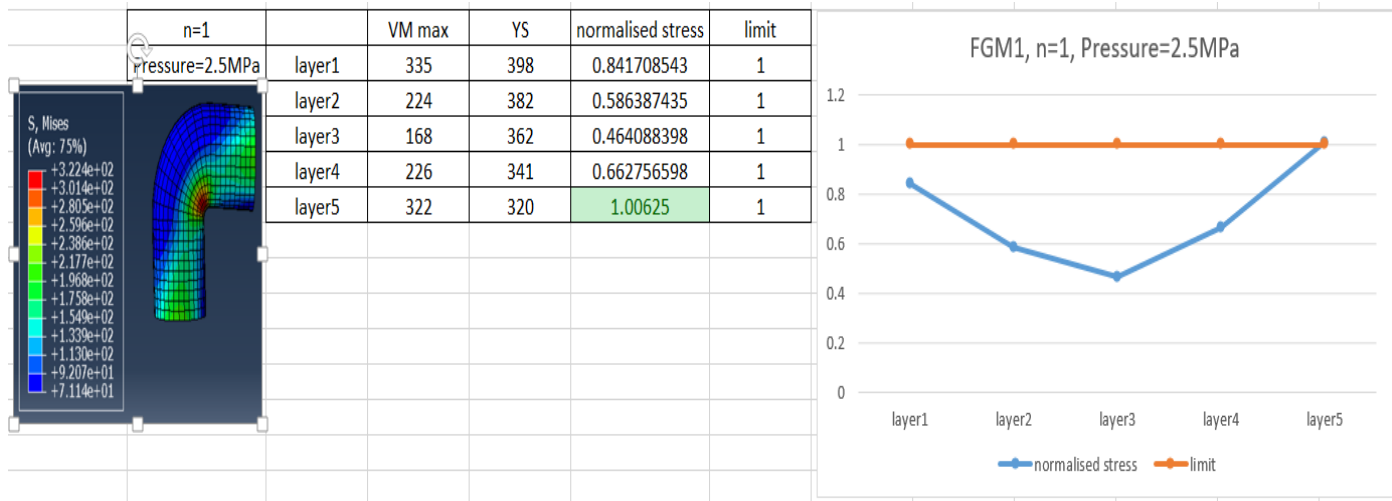 n=1 VM max YS normalised stress limit
Pressure=2.5MPa layer1 335 398 0.841708543 1
layer2 224 382 0.586387435 1
layer3 168 362 0.464088398 1
layer4 226 341 0.662756598 1
layer5 322 320 1.00625 1
S, Mises
(Avg: 75%)
+3.224e+02
+3.014e+02
+2.805e+02
+2.596e+02
+2.386e+02
+2.177e+02
+1.968e+02
+1.758e+02
+1.549e+02
+1.339e+02
+1.130e+02
+9.207e+01
+7.114e+01
FGM1, n=1, Pressure=2.5MPa
1.2
1
0.8
0.6
0.4
0.2
0
layer1 layer2 layer3 layer4 layer5
normalised stress limit